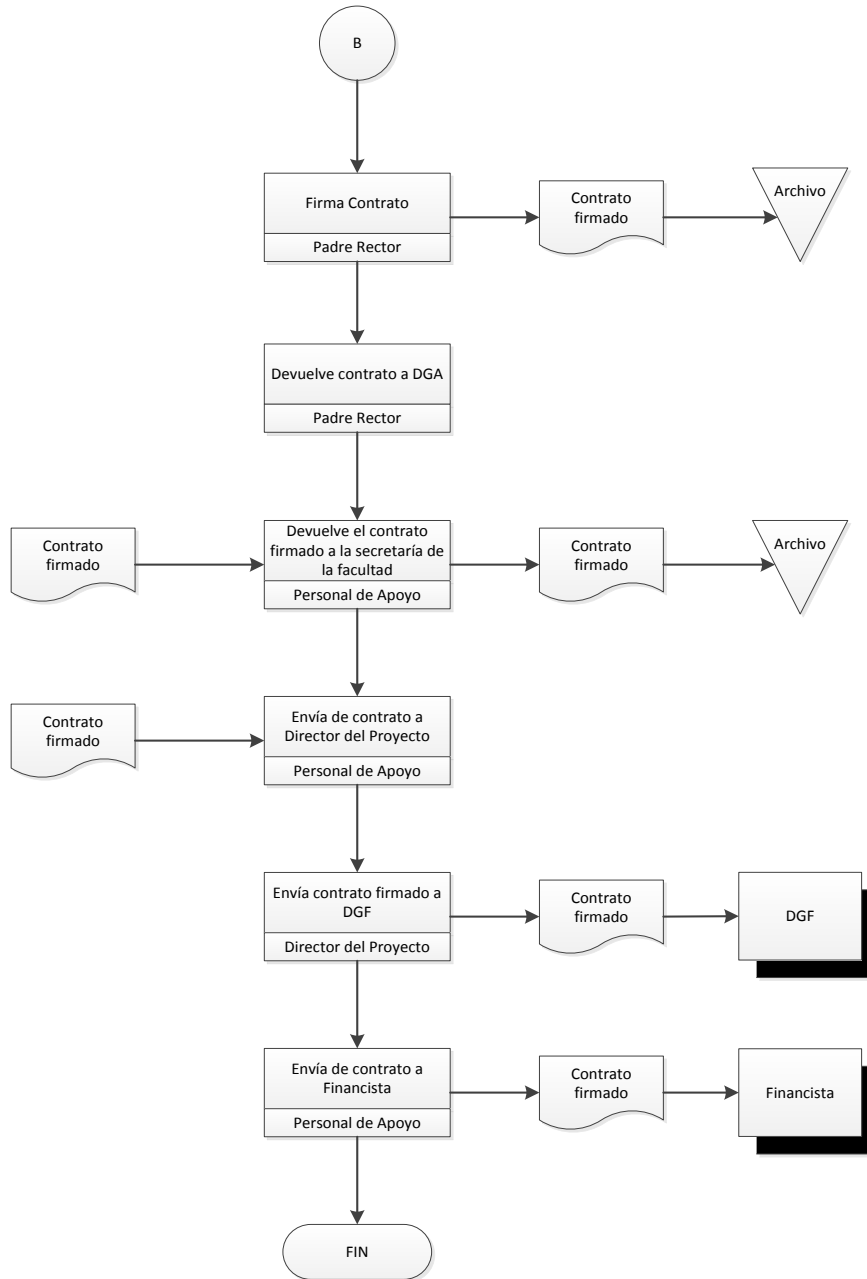 B
Firma Contrato
Padre Rector
Contrato
firmado
Archivo
Devuelve contrato a DGA
Padre Rector
Contrato
firmado
Devuelve el contrato
firmado a la secretaría de
la facultad
Personal de Apoyo
Contrato
firmado
Archivo
Contrato
firmado
Envía de contrato a
Director del Proyecto
Personal de Apoyo
Envía contrato firmado a
DGF
Director del Proyecto
Contrato
firmado
DGF
Envía de contrato a
Financista
Personal de Apoyo
Contrato
firmado
Financista
FIN